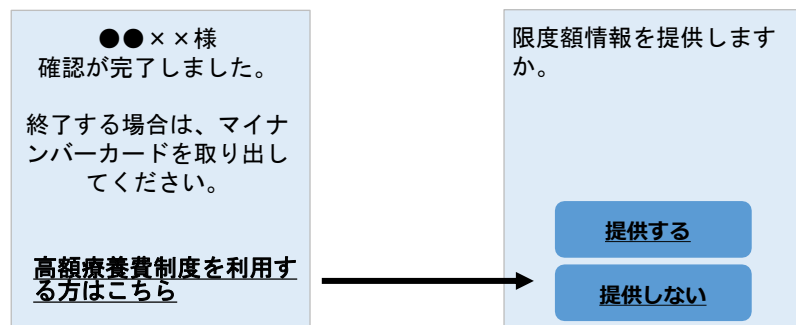 ●●××様
確認が完了しました。
終了する場合は、マイナ
ンバーカードを取り出し
てください。
高額療養費制度を利用す
る方はこちら
限度額情報を提供します
か。
提供する
提供しない